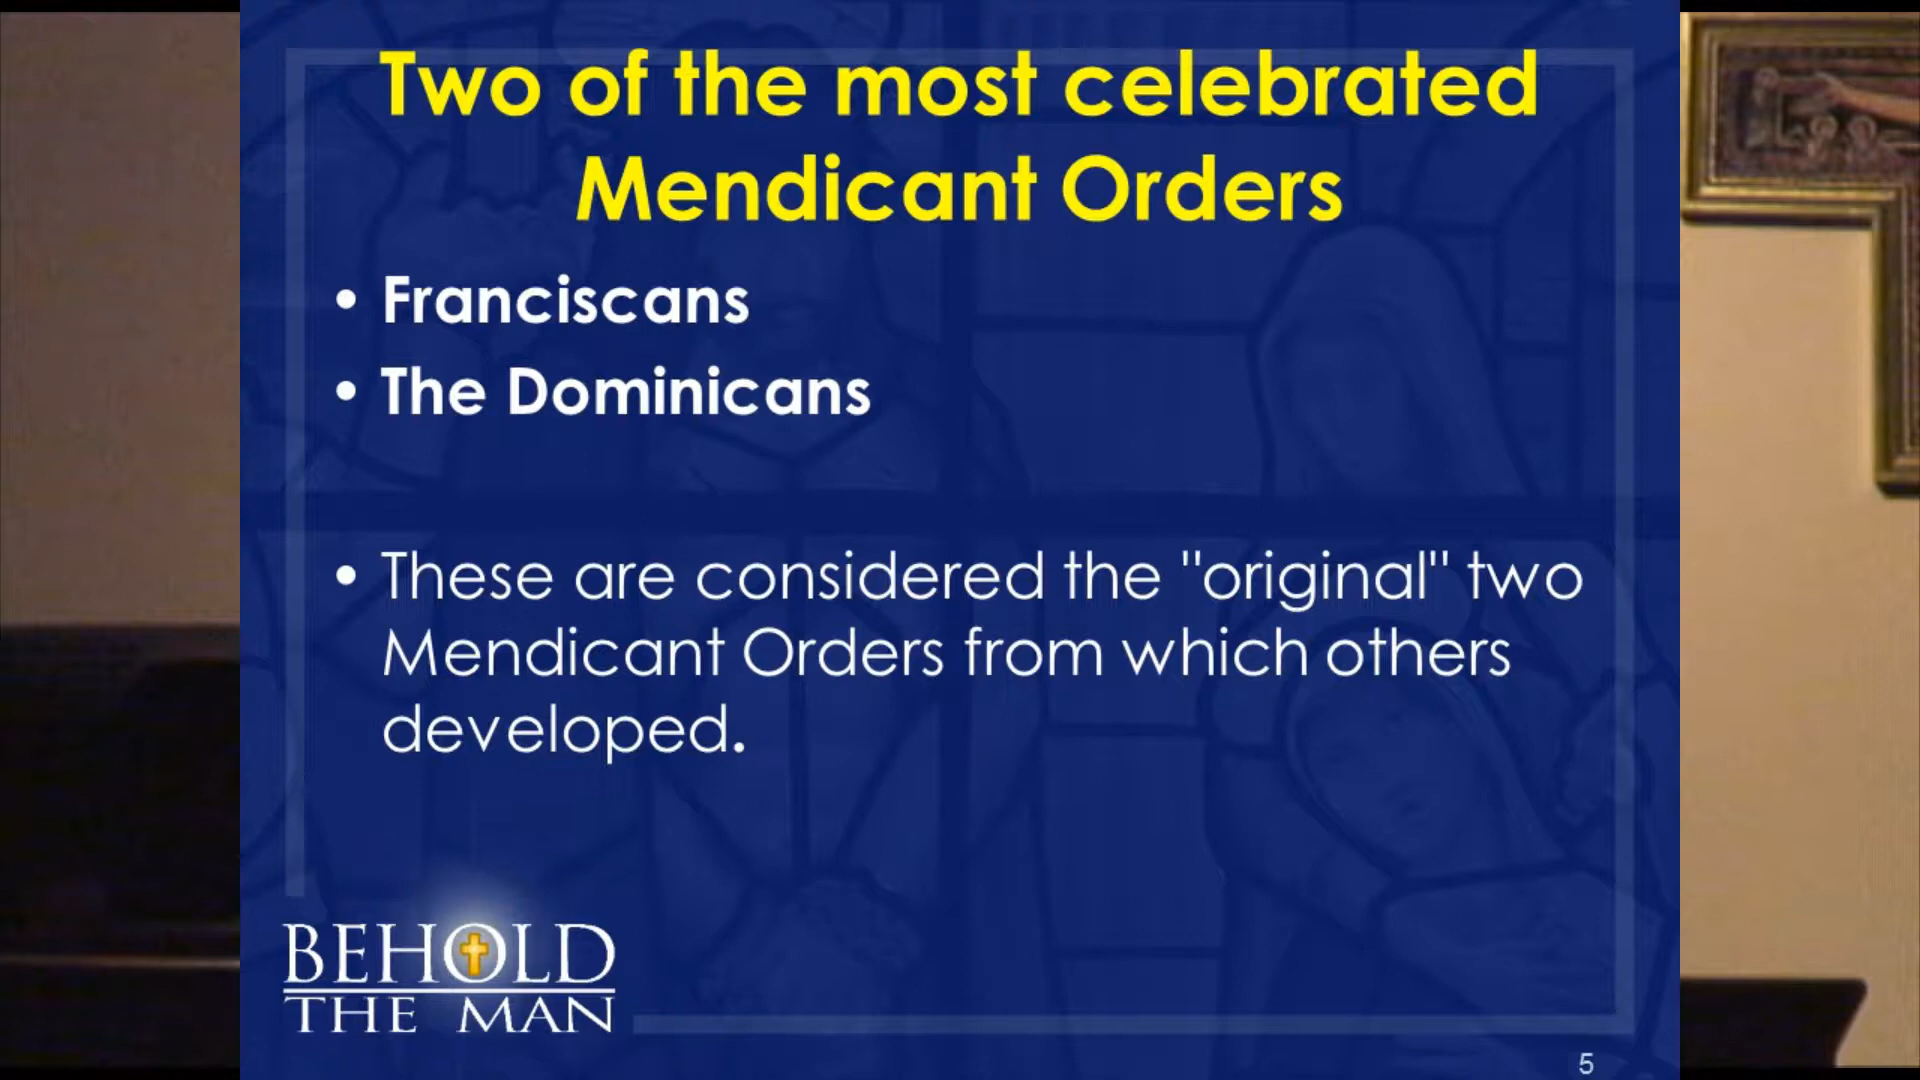 Two of the most celebrated
Mendicant Orders
• Franciscans
• The Dominicans
• These are considered the "original" two
Mendicant Orders from which others
developed.
BEHOLD
THE MAN
5